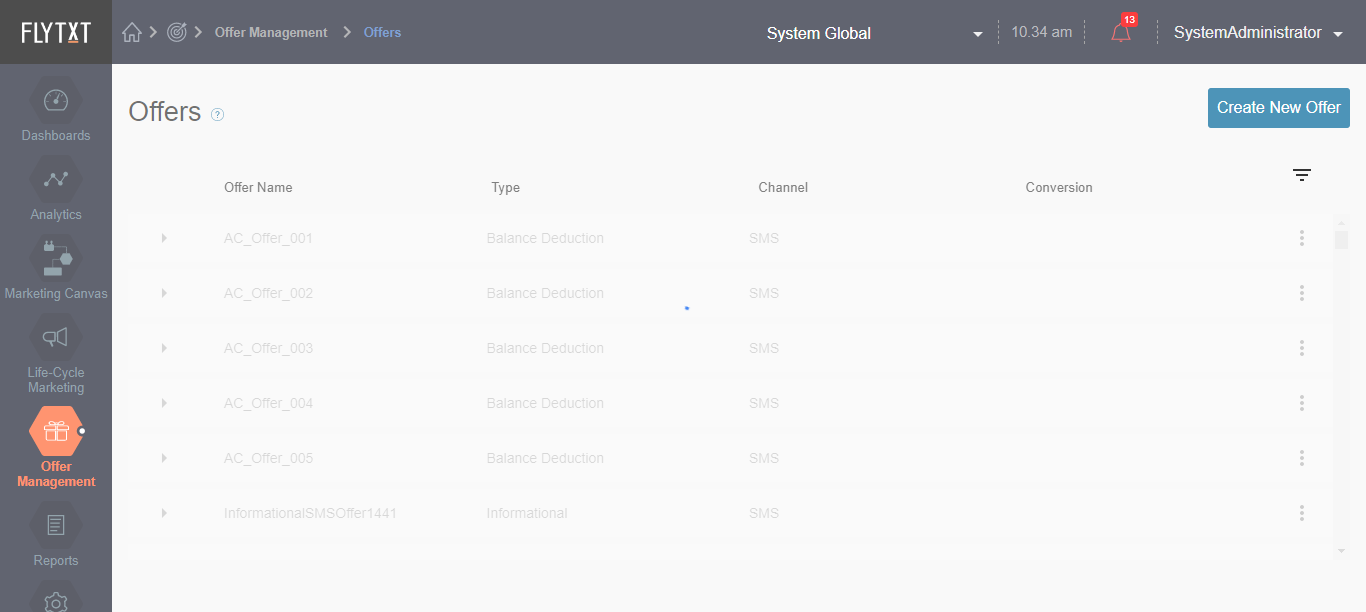 FLYTXT
Offer Management
Offers
System Global
10.34 am
13
SystemAdministrator
Dashboards
Analytics
Marketing Canvas
Life-Cycle
Marketing
Offer
Management
Reports
Offers ?
Create New Offer
Offer Name Type Channel Conversion
AC_Offer_001 Balance Deduction SMS
AC_Offer_002 Balance Deduction SMS
AC_Offer_003 Balance Deduction SMS
AC_Offer_004 Balance Deduction SMS
AC_Offer_005 Balance Deduction SMS
InformationalSMSOffer1441 Informational SMS